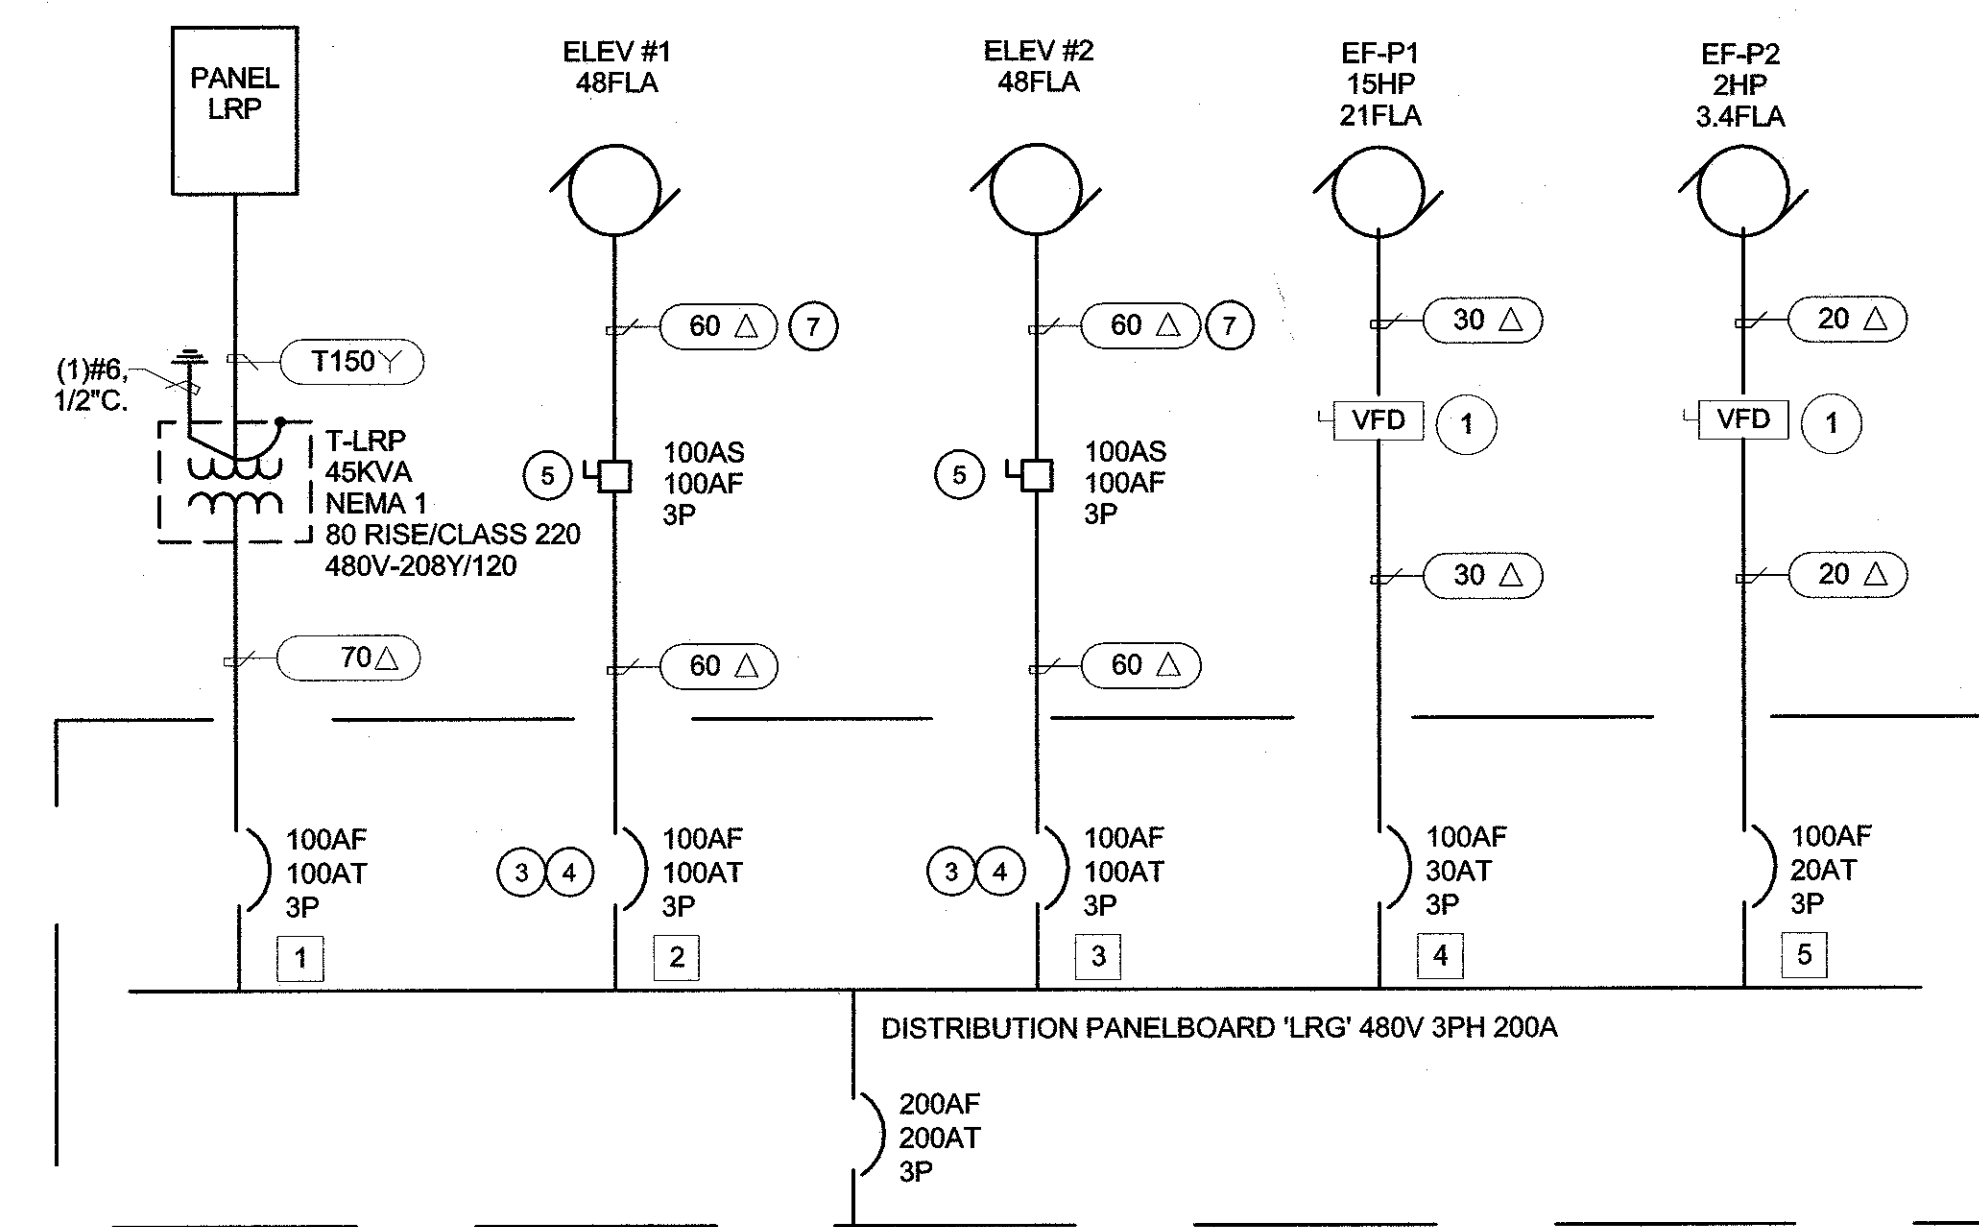 PANEL
LRP
ELEV #1
48FLA
ELEV #2
48FLA
EF-P1
15HP
21FLA
EF-P2
2HP
3.4FLA
60 △
7
60 △
7
30 △
20 △
(1)#6,
1/2"C.
T150Y
VFD
1
VFD
1
T-LRP
45KVA
NEMA 1
80 RISE/CLASS 220
480V-208Y/120
5
100AS
100AF
3P
5
100AS
100AF
3P
30 △
20 △
70△
60 △
60 △
100AF
100AT
3P
1
3
4
100AF
100AT
3P
2
3
4
100AF
100AT
3P
3
100AF
30AT
3P
4
100AF
20AT
3P
5
DISTRIBUTION PANELBOARD 'LRG' 480V 3PH 200A
200AF
200AT
3P